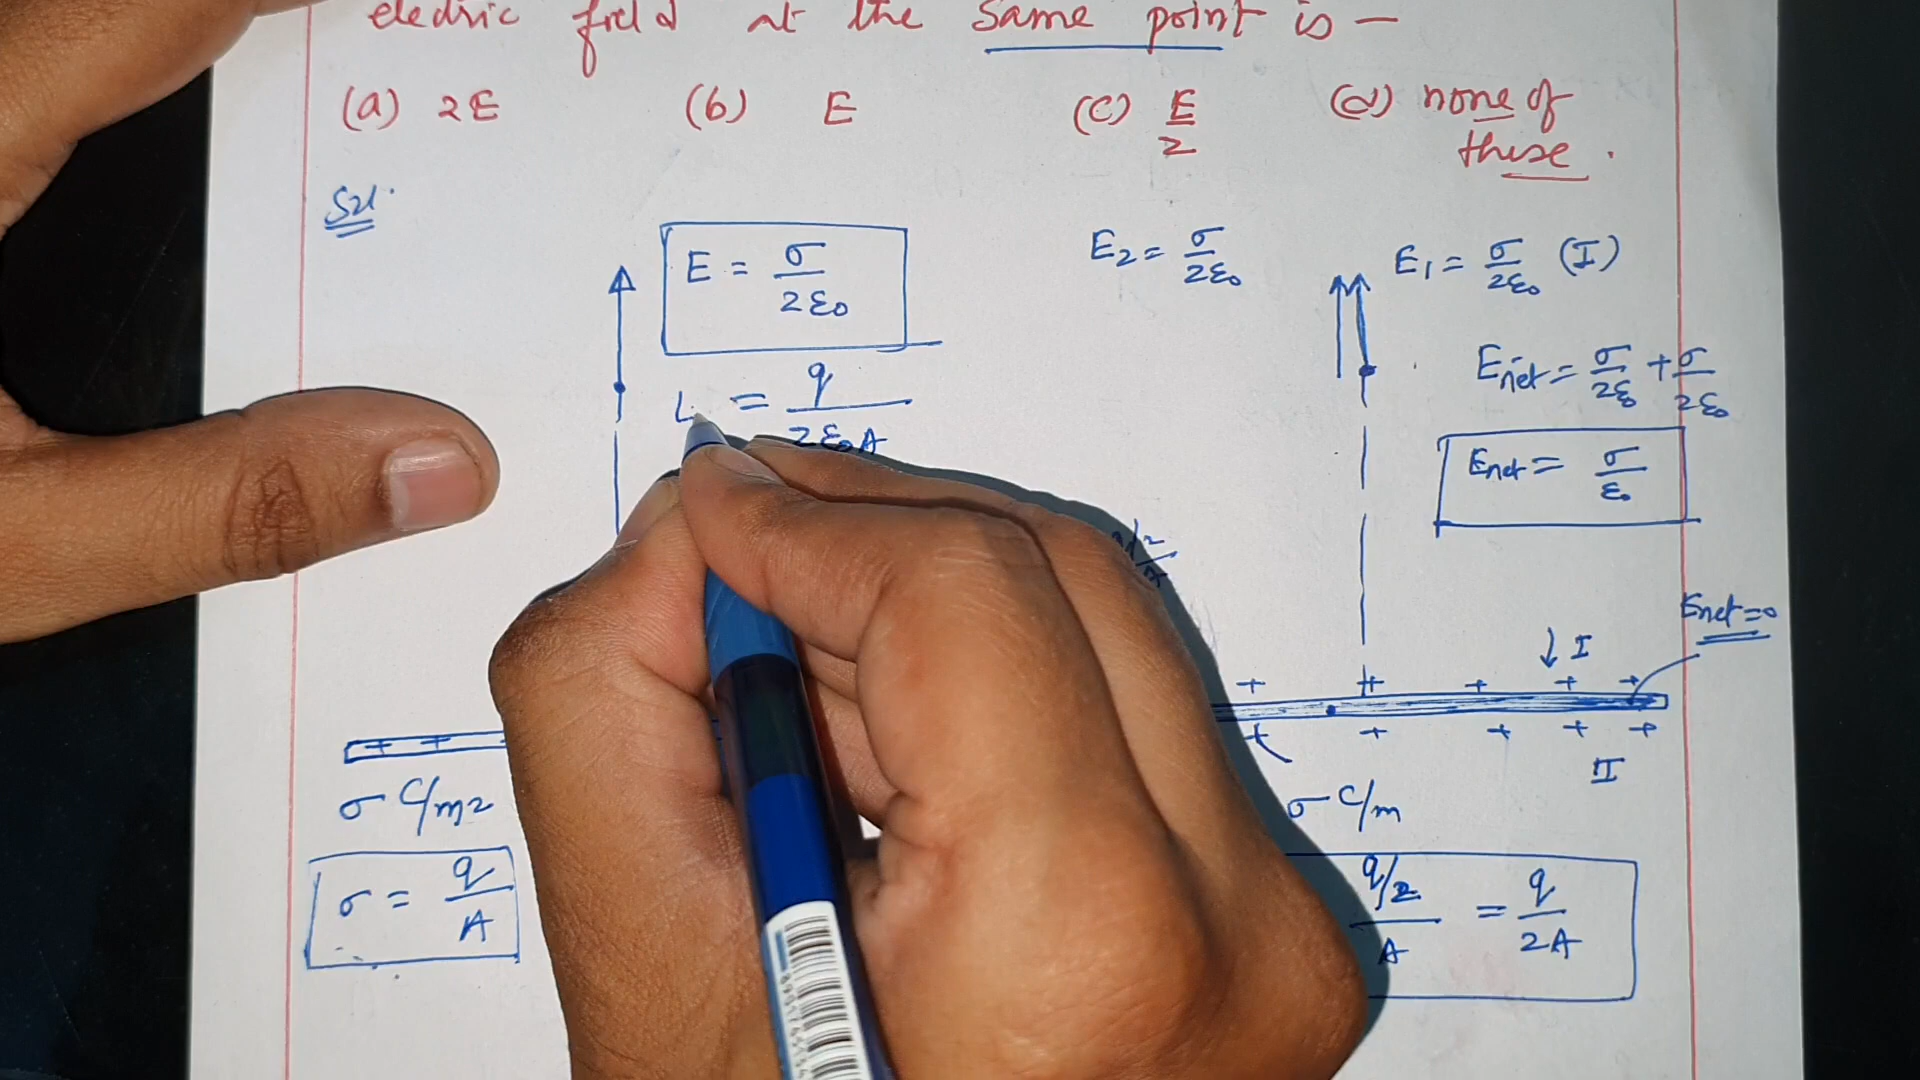 electric field at the same point is —
(a) 2E (b) E (c) E/2 (d) none of these.
Sol.
E = σ/2ε₀
= q/2ε₀A
E₂ = σ/2ε₀
E₁ = σ/2ε₀ (I)
Enet = σ/2ε₀ + σ/2ε₀
Enet = σ/ε₀
Enet = 0
↓ I
+ + + + +
+ + + + +
II
+ +
σ C/m2
σ = q/A
σ C/m
q/2/A = q/2A